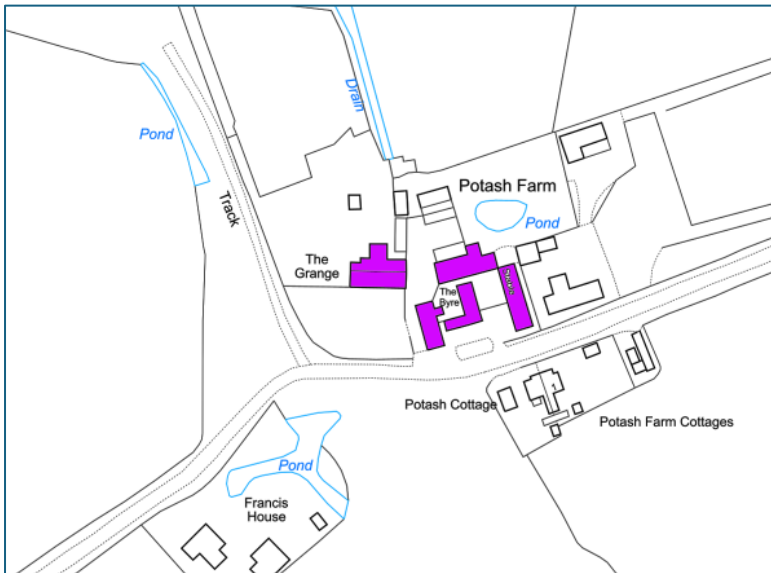 Drain
Pond
Track
Potash Farm
Pond
The
Grange
The
Byre
Potash Cottage
Potash Farm Cottages
Pond
Francis
House